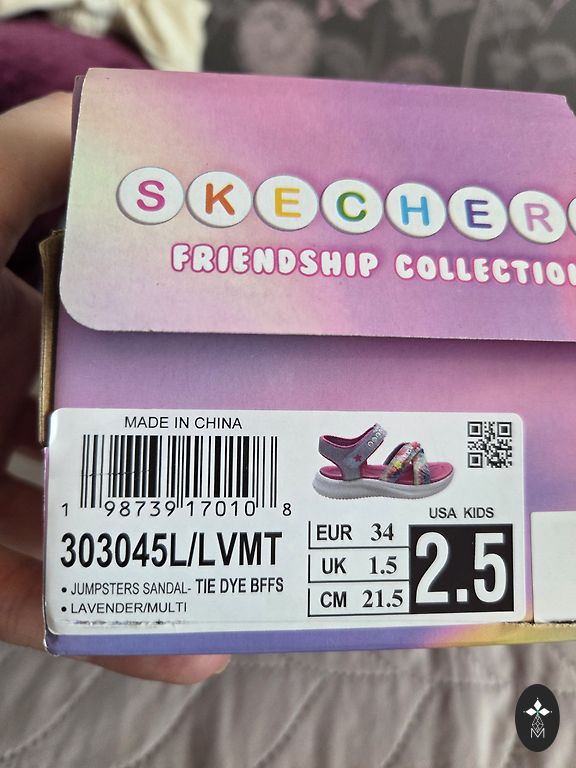 SKECHER
FRIENDSHIP COLLECTION
MADE IN CHINA
1 98739 17010 8
303045L/LVMT
• JUMPSTERS SANDAL- TIE DYE BFFS
• LAVENDER/MULTI
EUR 34
UK 1.5
CM 21.5
USA KIDS
2.5
M